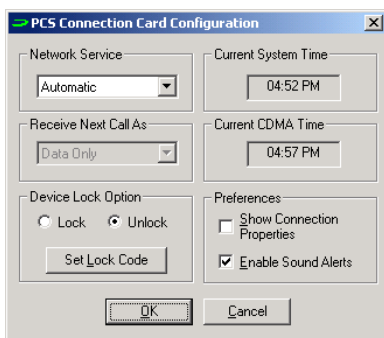 PCS Connection Card Configuration
Network Service
Automatic
Current System Time
04:52 PM
Receive Next Call As
Data Only
Current CDMA Time
04:57 PM
Device Lock Option
Lock
Unlock
Set Lock Code
Preferences
Show Connection
Properties
Enable Sound Alerts
OK
Cancel